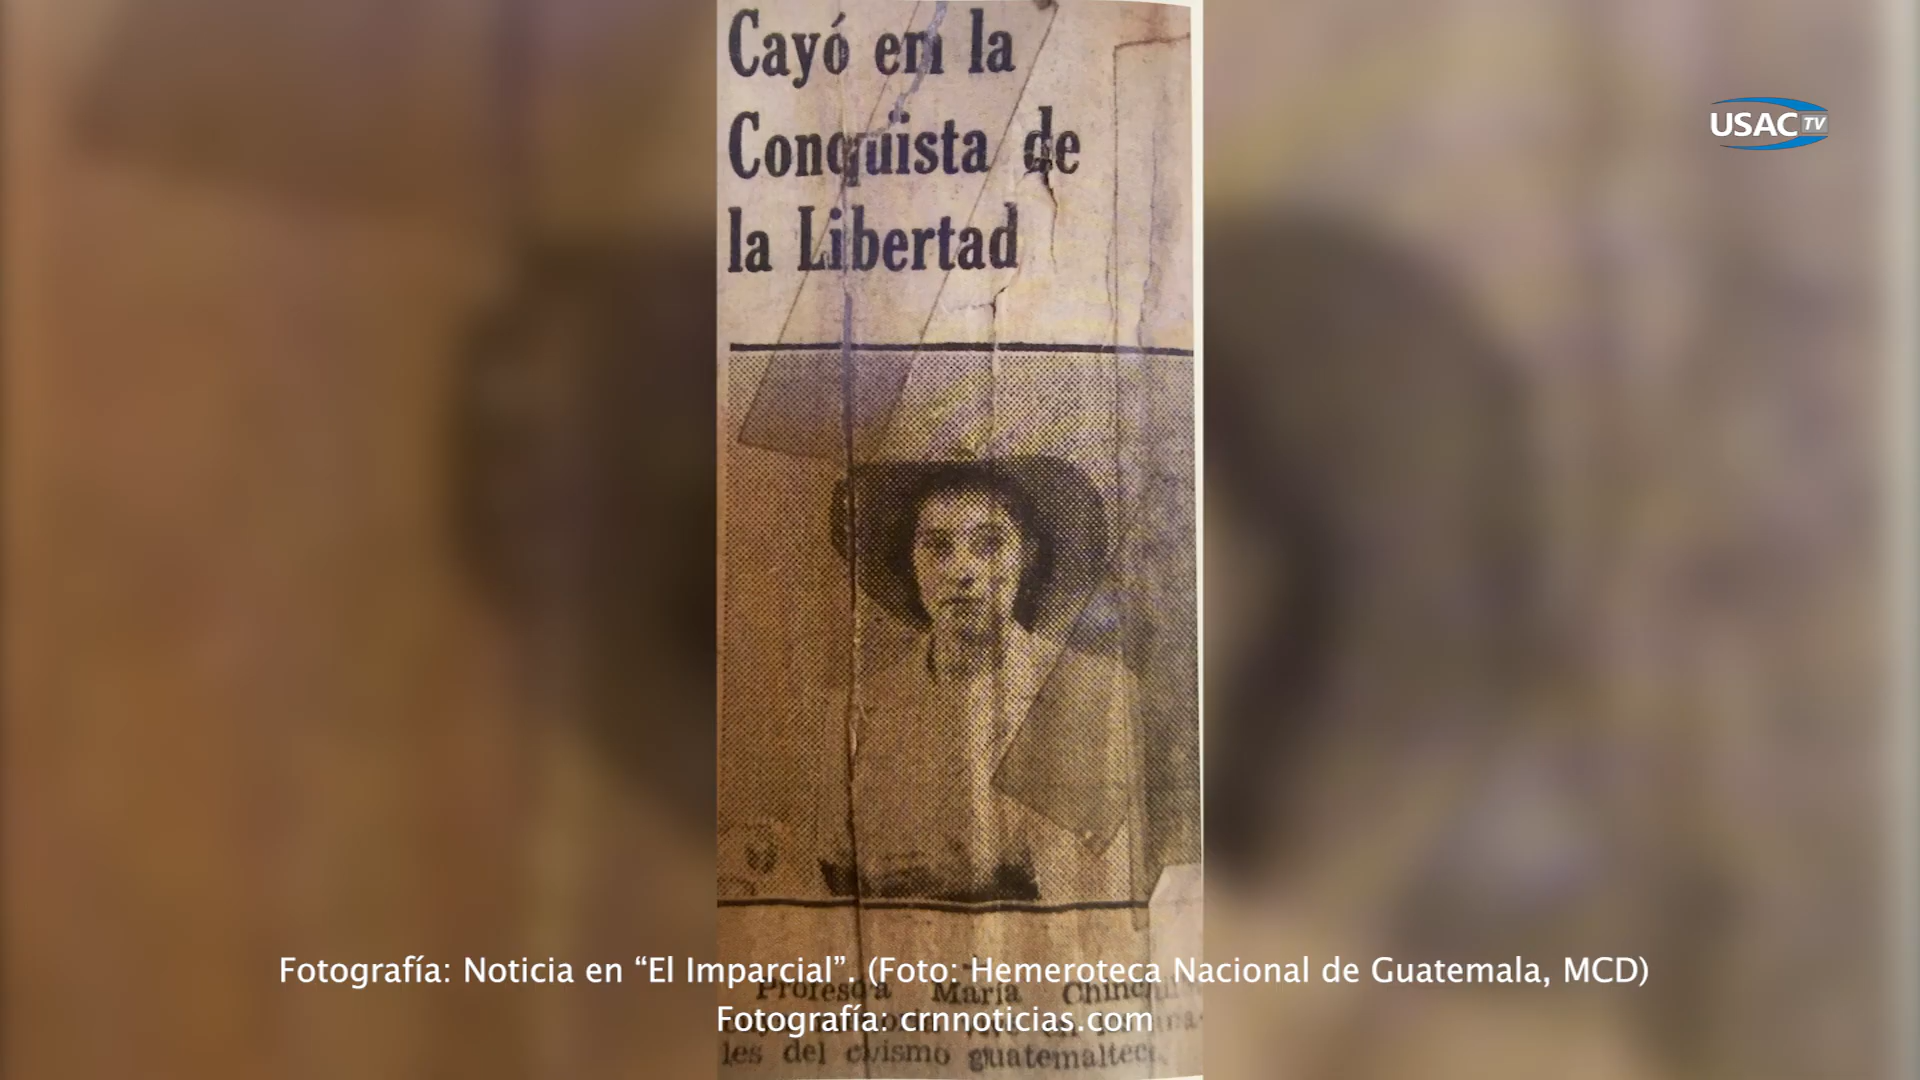 Cayó en la
Conquista de
la Libertad
USAC TV
Fotografía: Noticia en “El Imparcial”. (Foto: Hemeroteca Nacional de Guatemala, MCD)
Profesora María
Fotografía: crnnoticias.com
les del civismo guatemalteco